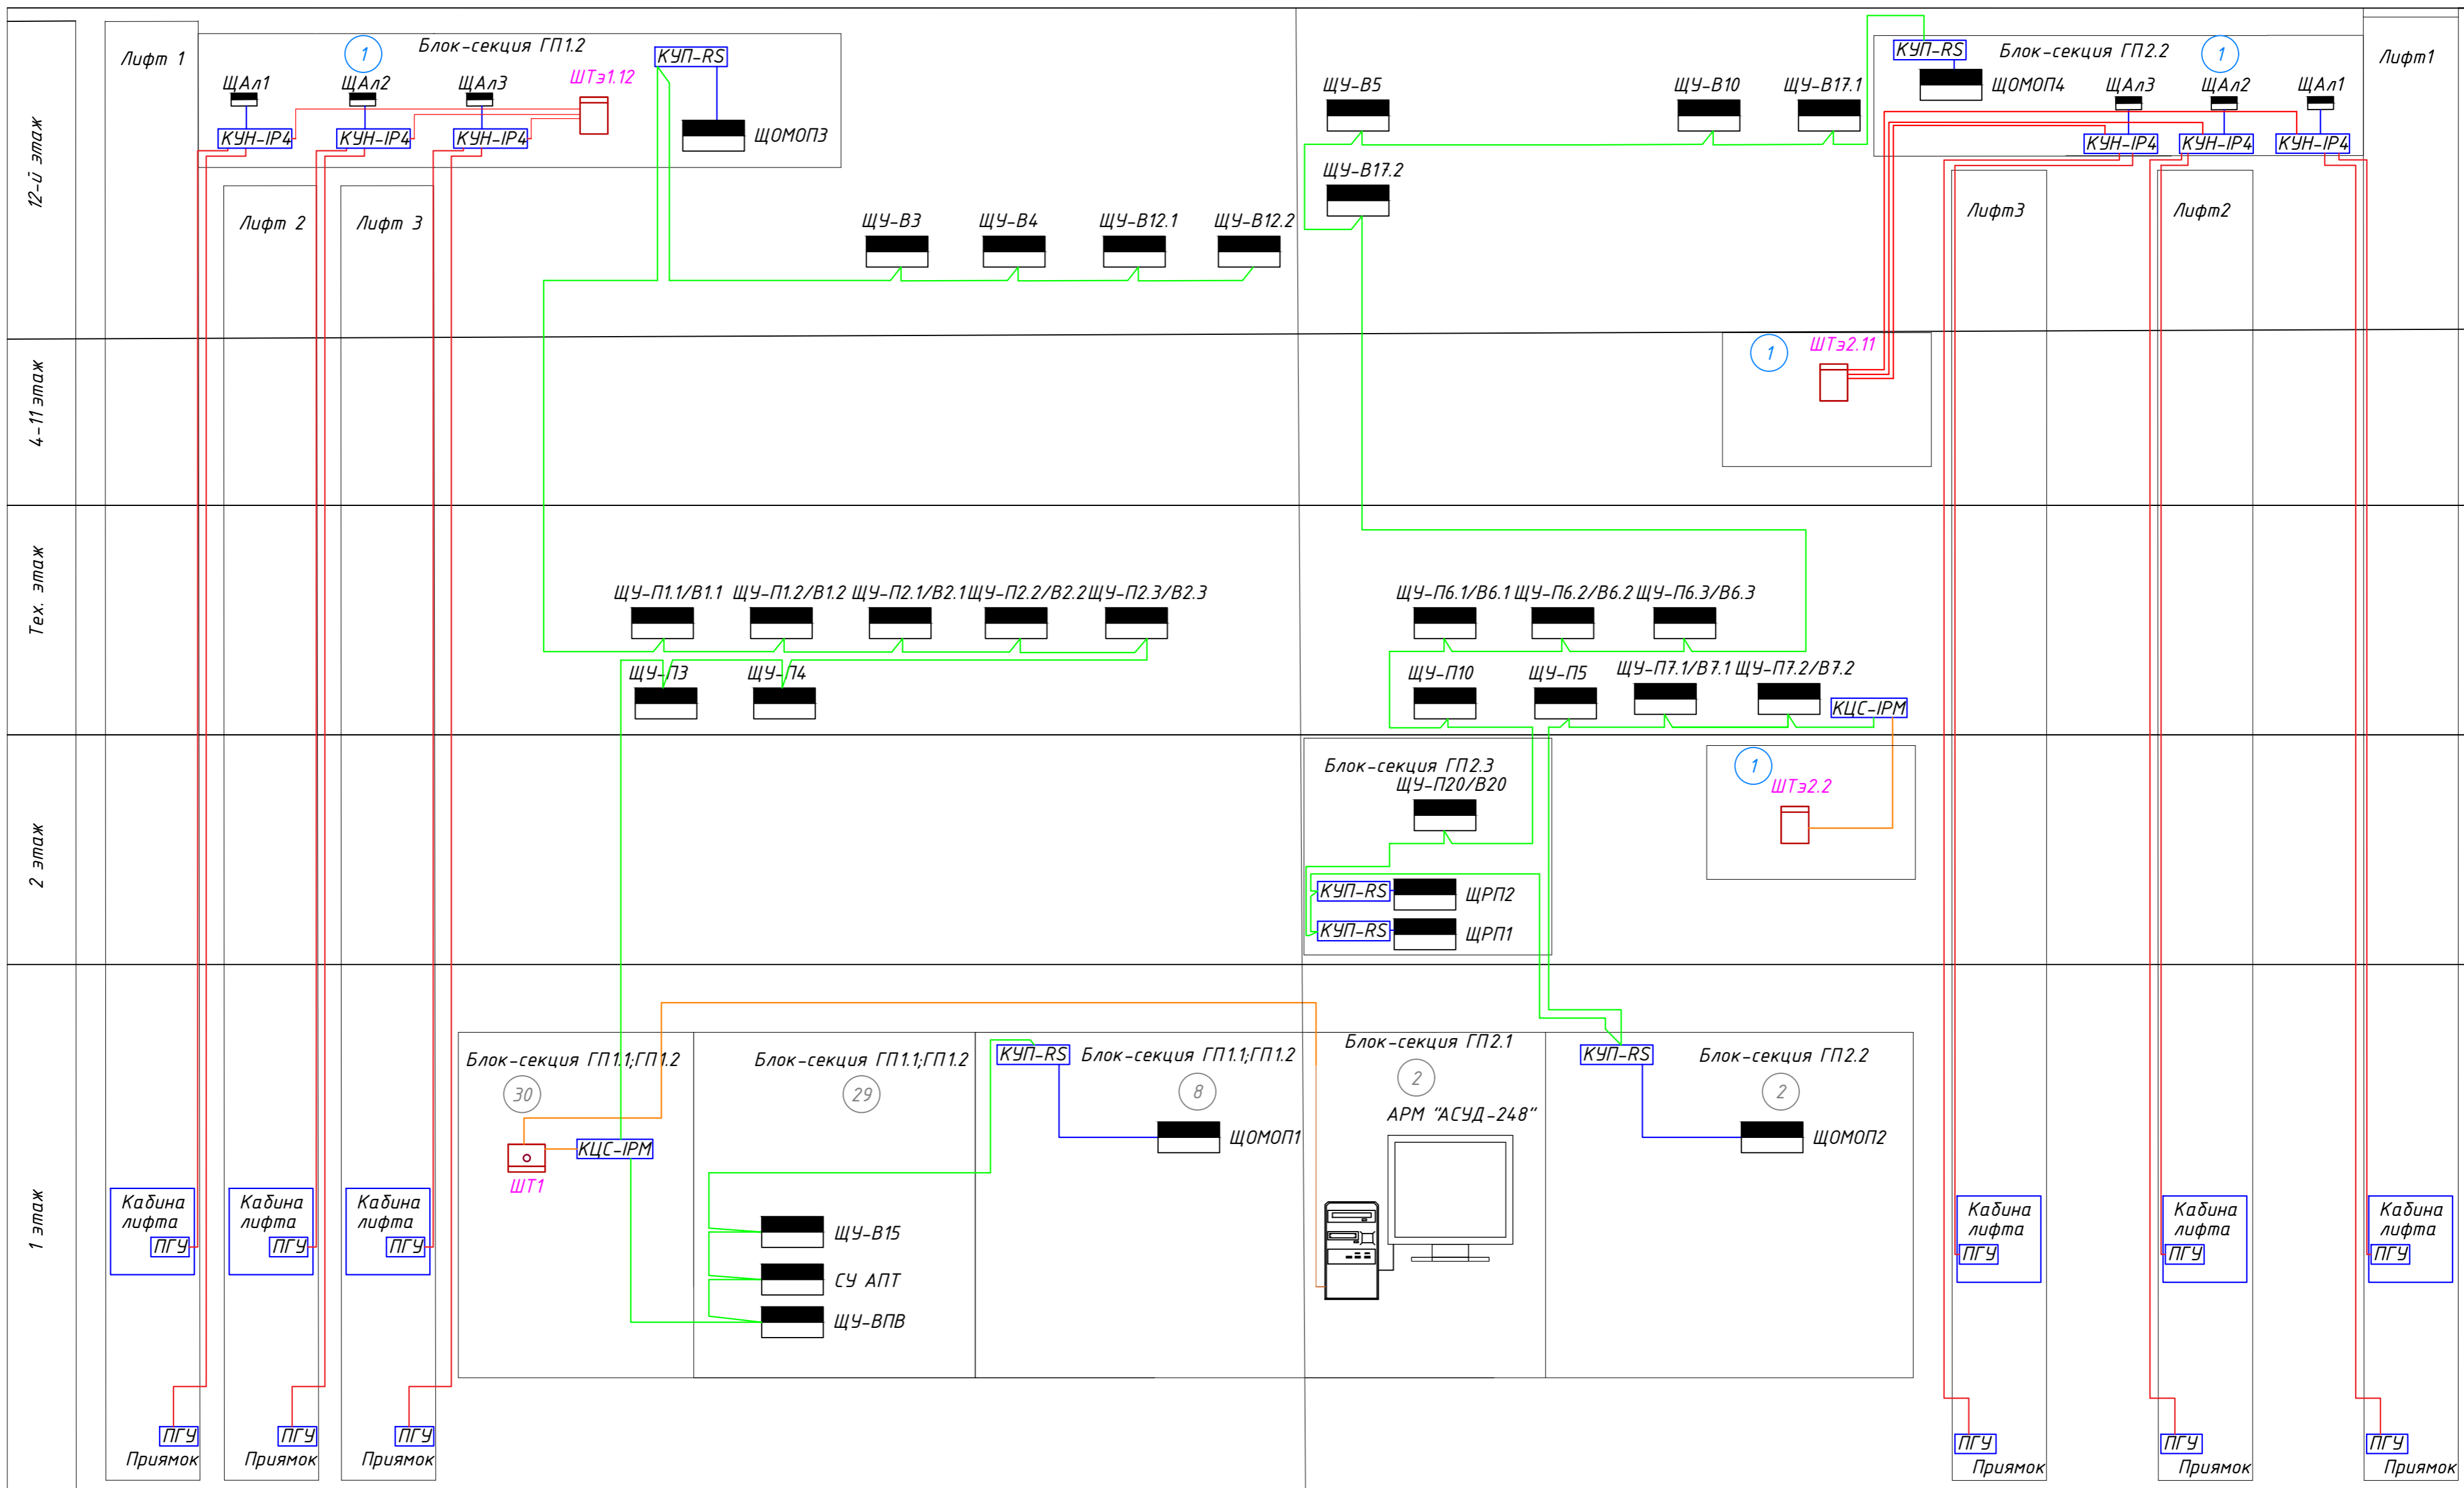 12-й этаж
Лифт 1
1
Блок-секция ГП1.2
ЩАл1
ЩАл2
ЩАл3
ШТэ1.12
КУП-RS
КУН-IP4
КУН-IP4
КУН-IP4
ЩОМОП3
Лифт 2
Лифт 3
ЩУ-В3
ЩУ-В4
ЩУ-В12.1
ЩУ-В12.2
ЩУ-В5
ЩУ-В10
ЩУ-В17.1
ЩУ-В17.2
КУП-RS
Блок-секция ГП2.2
1
ЩОМОП4
ЩАл3
ЩАл2
ЩАл1
КУН-IP4
КУН-IP4
КУН-IP4
Лифт1
Лифт3
Лифт2
4-11 этаж
1
ШТэ2.11
Тех. этаж
ЩУ-П1.1/В1.1
ЩУ-П1.2/В1.2
ЩУ-П2.1/В2.1
ЩУ-П2.2/В2.2
ЩУ-П2.3/В2.3
ЩУ-П3
ЩУ-П4
ЩУ-П6.1/В6.1
ЩУ-П6.2/В6.2
ЩУ-П6.3/В6.3
ЩУ-П10
ЩУ-П5
ЩУ-П7.1/В7.1
ЩУ-П7.2/В7.2
КЦС-IPM
2 этаж
Блок-секция ГП2.3
ЩУ-П20/В20
КУП-RS
ЩРП2
КУП-RS
ЩРП1
1
ШТэ2.2
1 этаж
Блок-секция ГП1.1;ГП1.2
30
КЦС-IPM
ШТ1
Блок-секция ГП1.1;ГП1.2
29
ЩУ-В15
СУ АПТ
ЩУ-ВПВ
КУП-RS
Блок-секция ГП1.1;ГП1.2
8
ЩОМОП1
Блок-секция ГП2.1
2
АРМ "АСУД-248"
КУП-RS
Блок-секция ГП2.2
2
ЩОМОП2
Кабина
лифта
ПГУ
Кабина
лифта
ПГУ
Кабина
лифта
ПГУ
Кабина
лифта
ПГУ
Кабина
лифта
ПГУ
Кабина
лифта
ПГУ
ПГУ
Приямок
ПГУ
Приямок
ПГУ
Приямок
ПГУ
Приямок
ПГУ
Приямок
ПГУ
Приямок